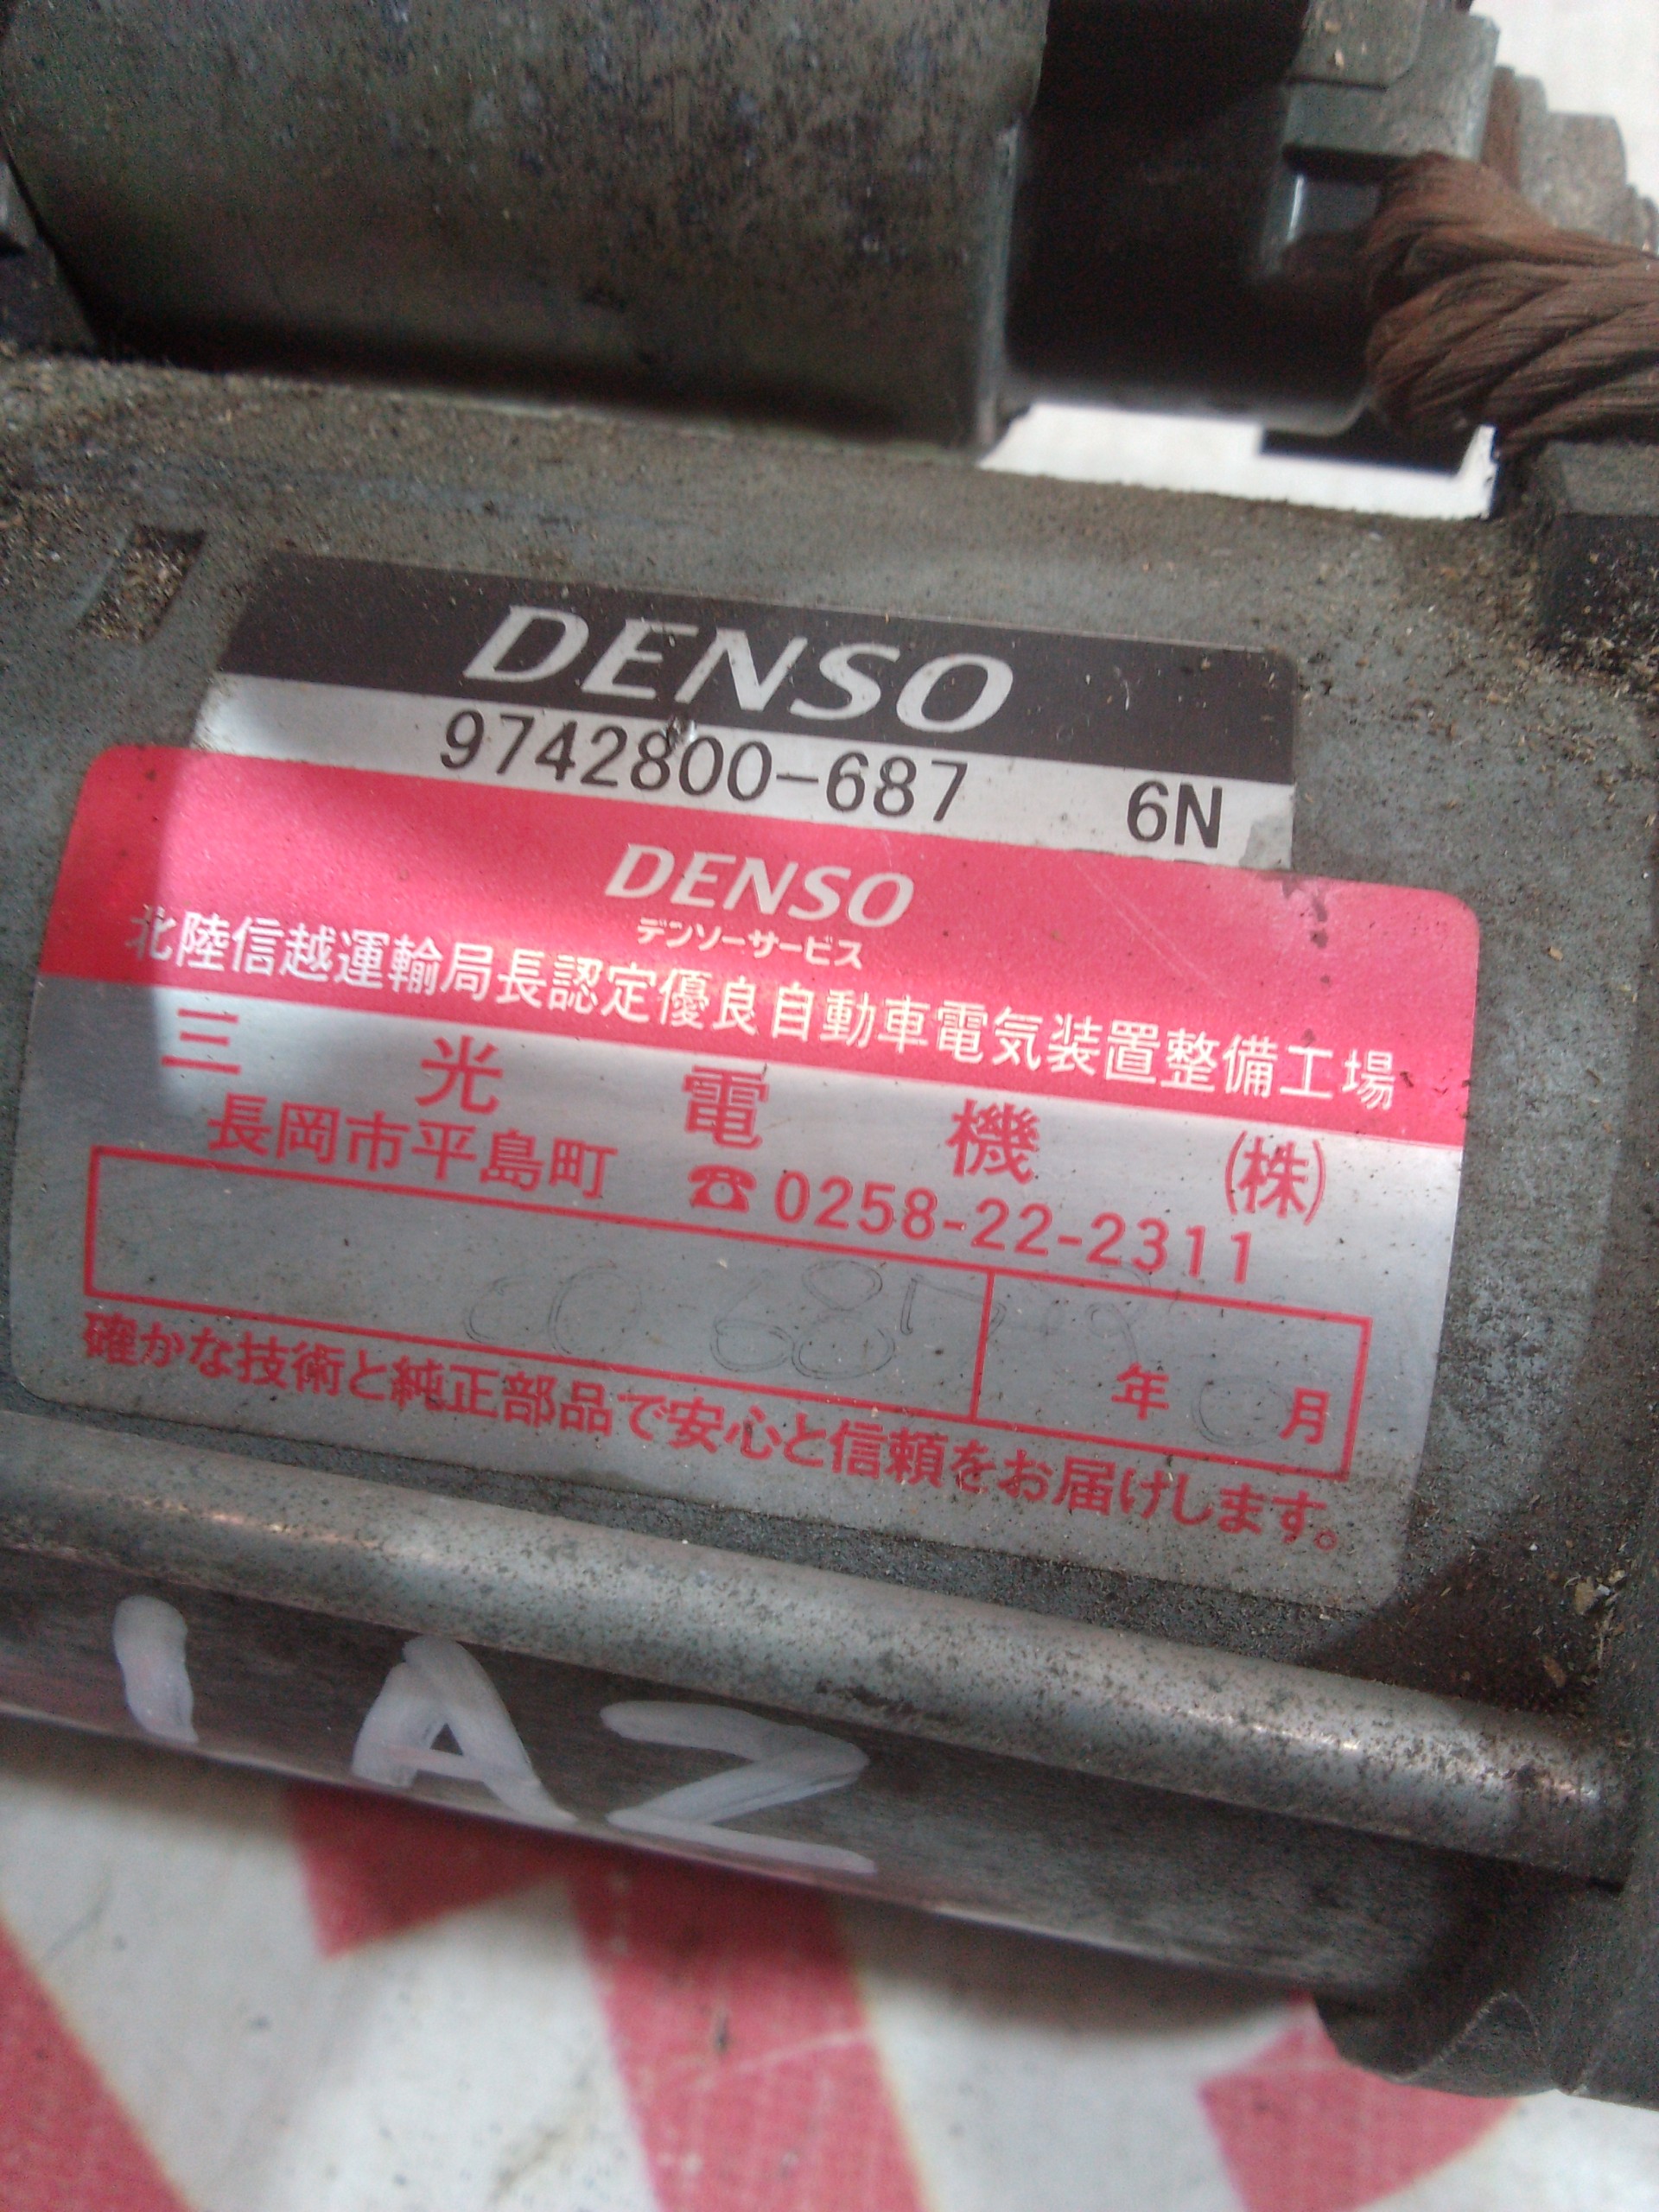 DENSO
9742800-687 6N
DENSO
デンソーサービス
北陸信越運輸局長認定優良自動車電気装置整備工場
三光電機(株)
長岡市平島町 ☎0258-22-2311
年 月
確かな技術と純正部品で安心と信頼をお届けします。
1AZ